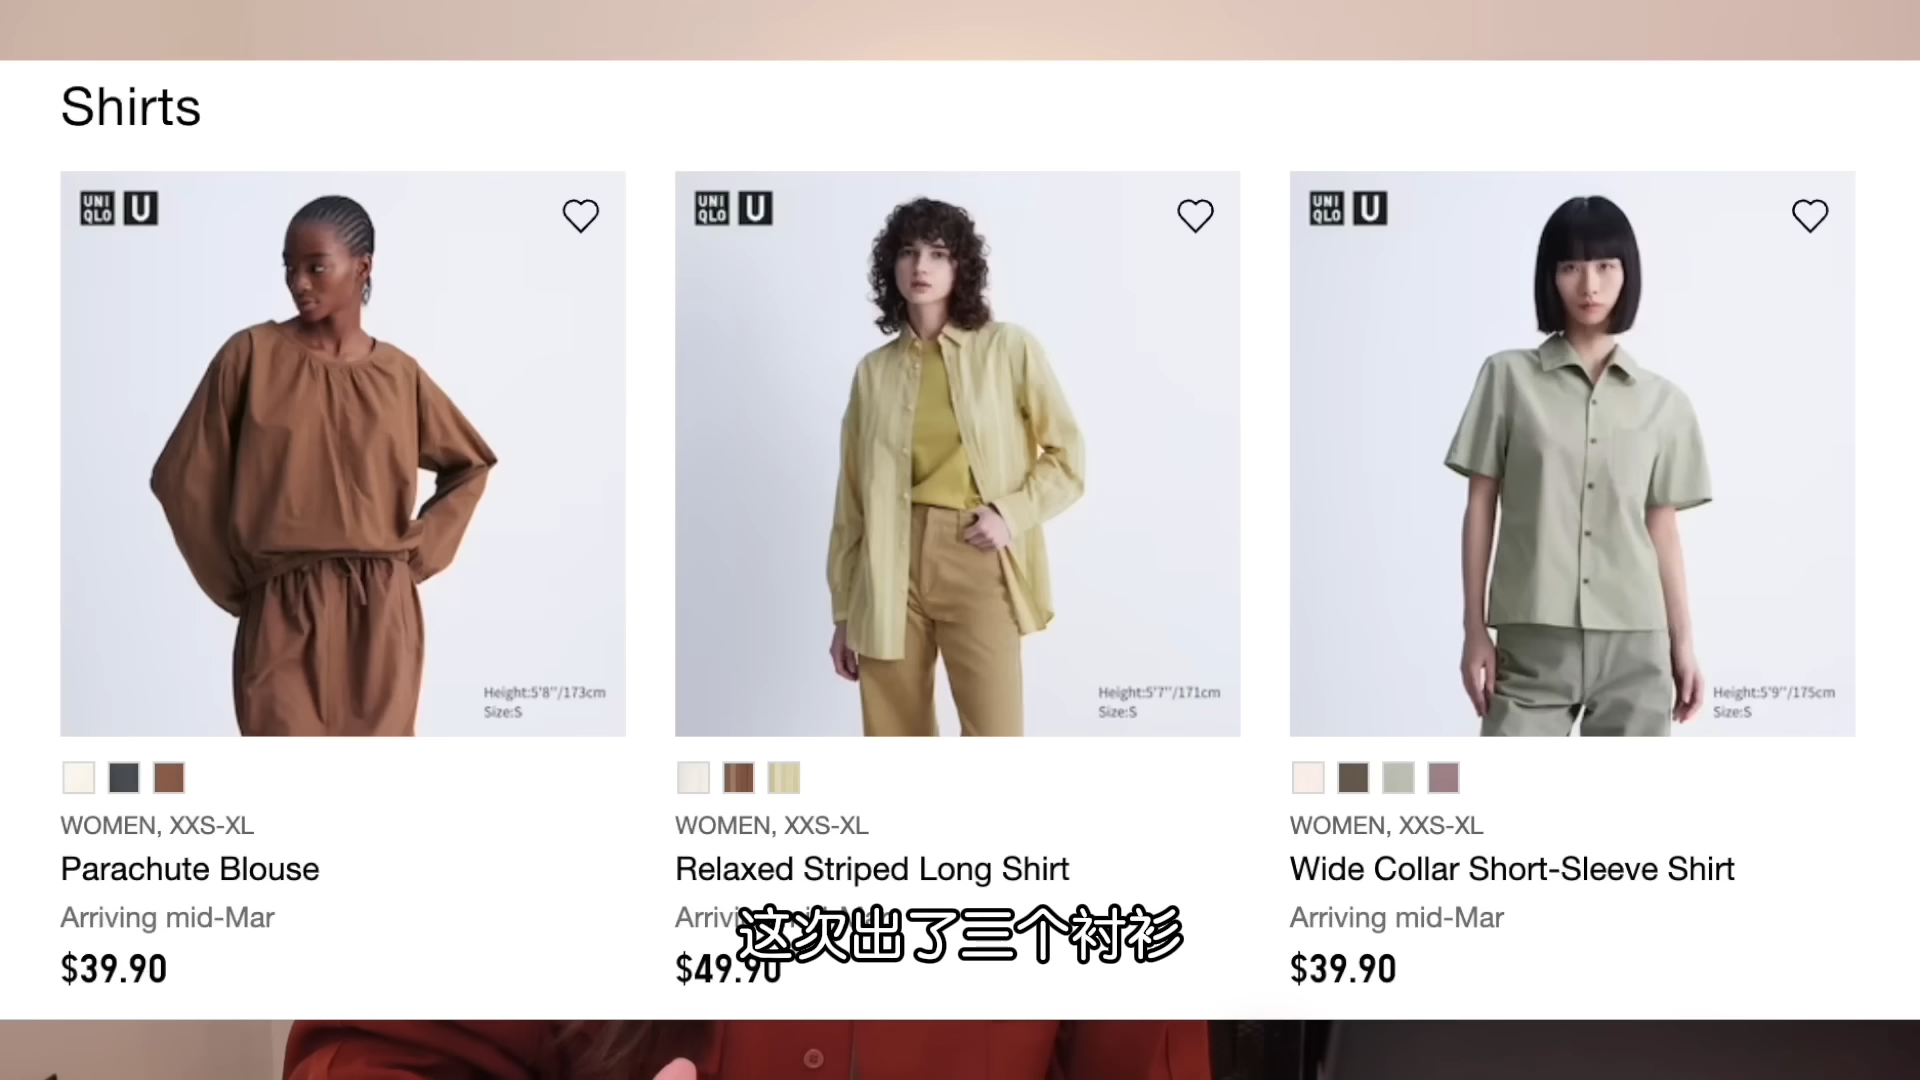 Shirts
UNI
QLO
U
Height:5'8"/173cm
Size:S
WOMEN, XXS-XL
Parachute Blouse
Arriving mid-Mar
$39.90
UNI
QLO
U
Height:5'7"/171cm
Size:S
WOMEN, XXS-XL
Relaxed Striped Long Shirt
$49.90
UNI
QLO
U
Height:5'9"/175cm
Size:S
WOMEN, XXS-XL
Wide Collar Short-Sleeve Shirt
Arriving mid-Mar
$39.90
这次出了三个衬衫